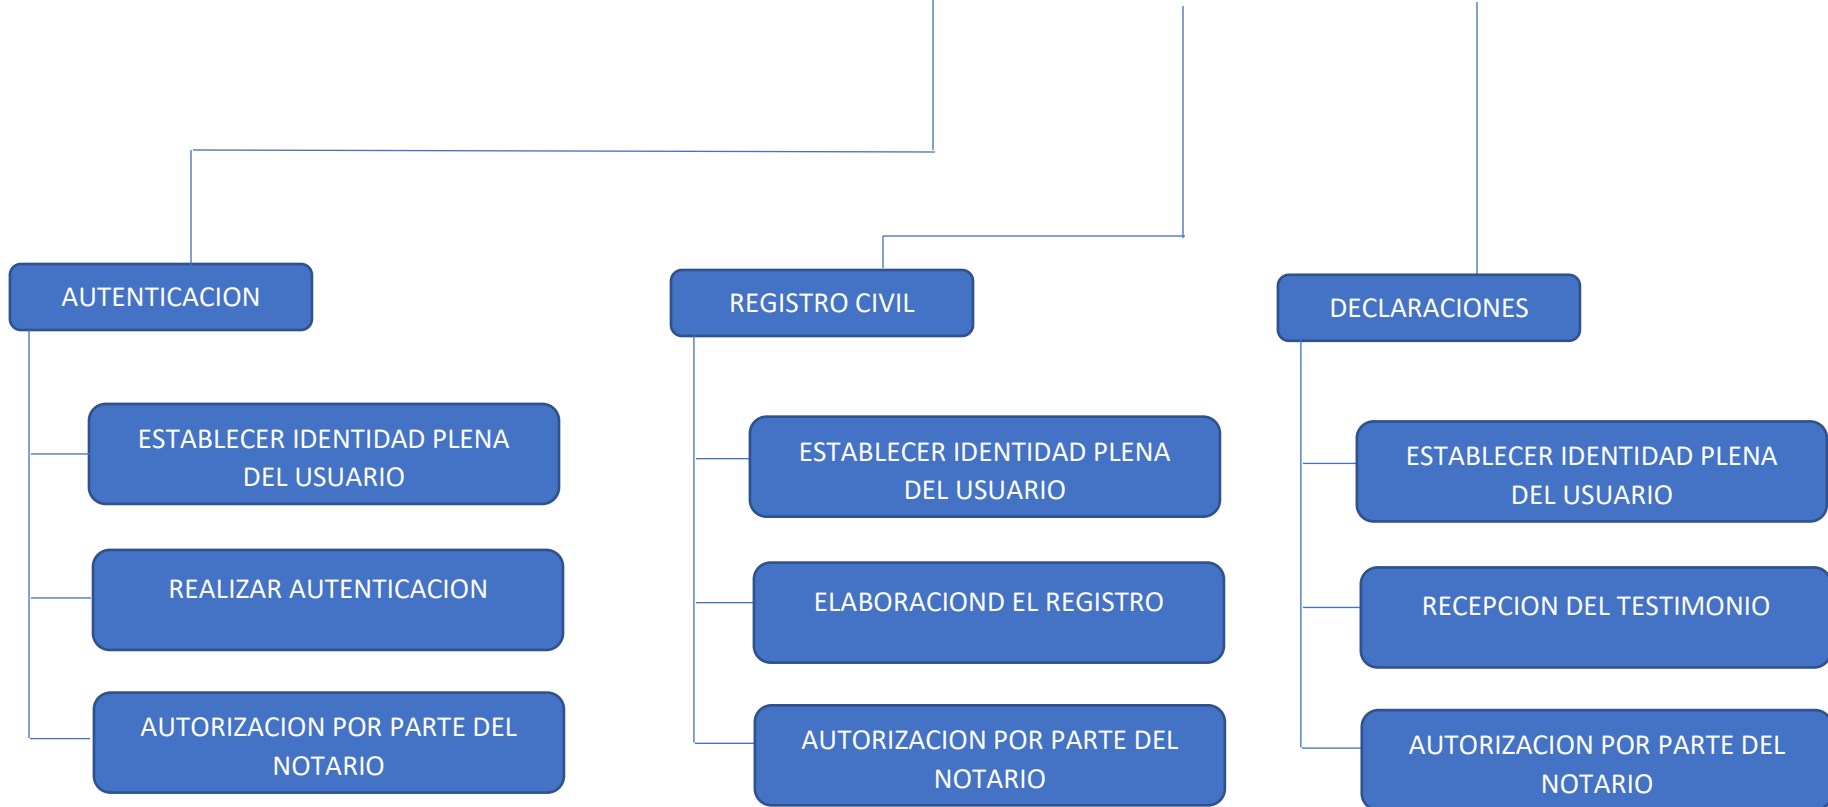 AUTENTICACION
ESTABLECER IDENTIDAD PLENA
DEL USUARIO
REALIZAR AUTENTICACION
AUTORIZACION POR PARTE DEL
NOTARIO
REGISTRO CIVIL
ESTABLECER IDENTIDAD PLENA
DEL USUARIO
ELABORACIOND EL REGISTRO
AUTORIZACION POR PARTE DEL
NOTARIO
DECLARACIONES
ESTABLECER IDENTIDAD PLENA
DEL USUARIO
RECEPCION DEL TESTIMONIO
AUTORIZACION POR PARTE DEL
NOTARIO